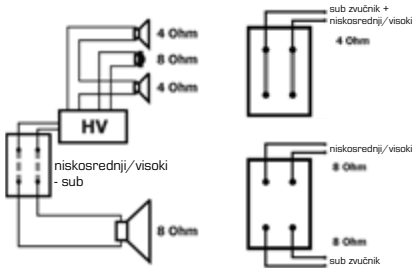 4 Ohm
8 Ohm
4 Ohm
HV
niskosrednji/visoki
- sub
8 Ohm
sub zvučnik +
niskosrednji/visoki
4 Ohm
niskosrednji/visoki
8 Ohm
8 Ohm
sub zvučnik